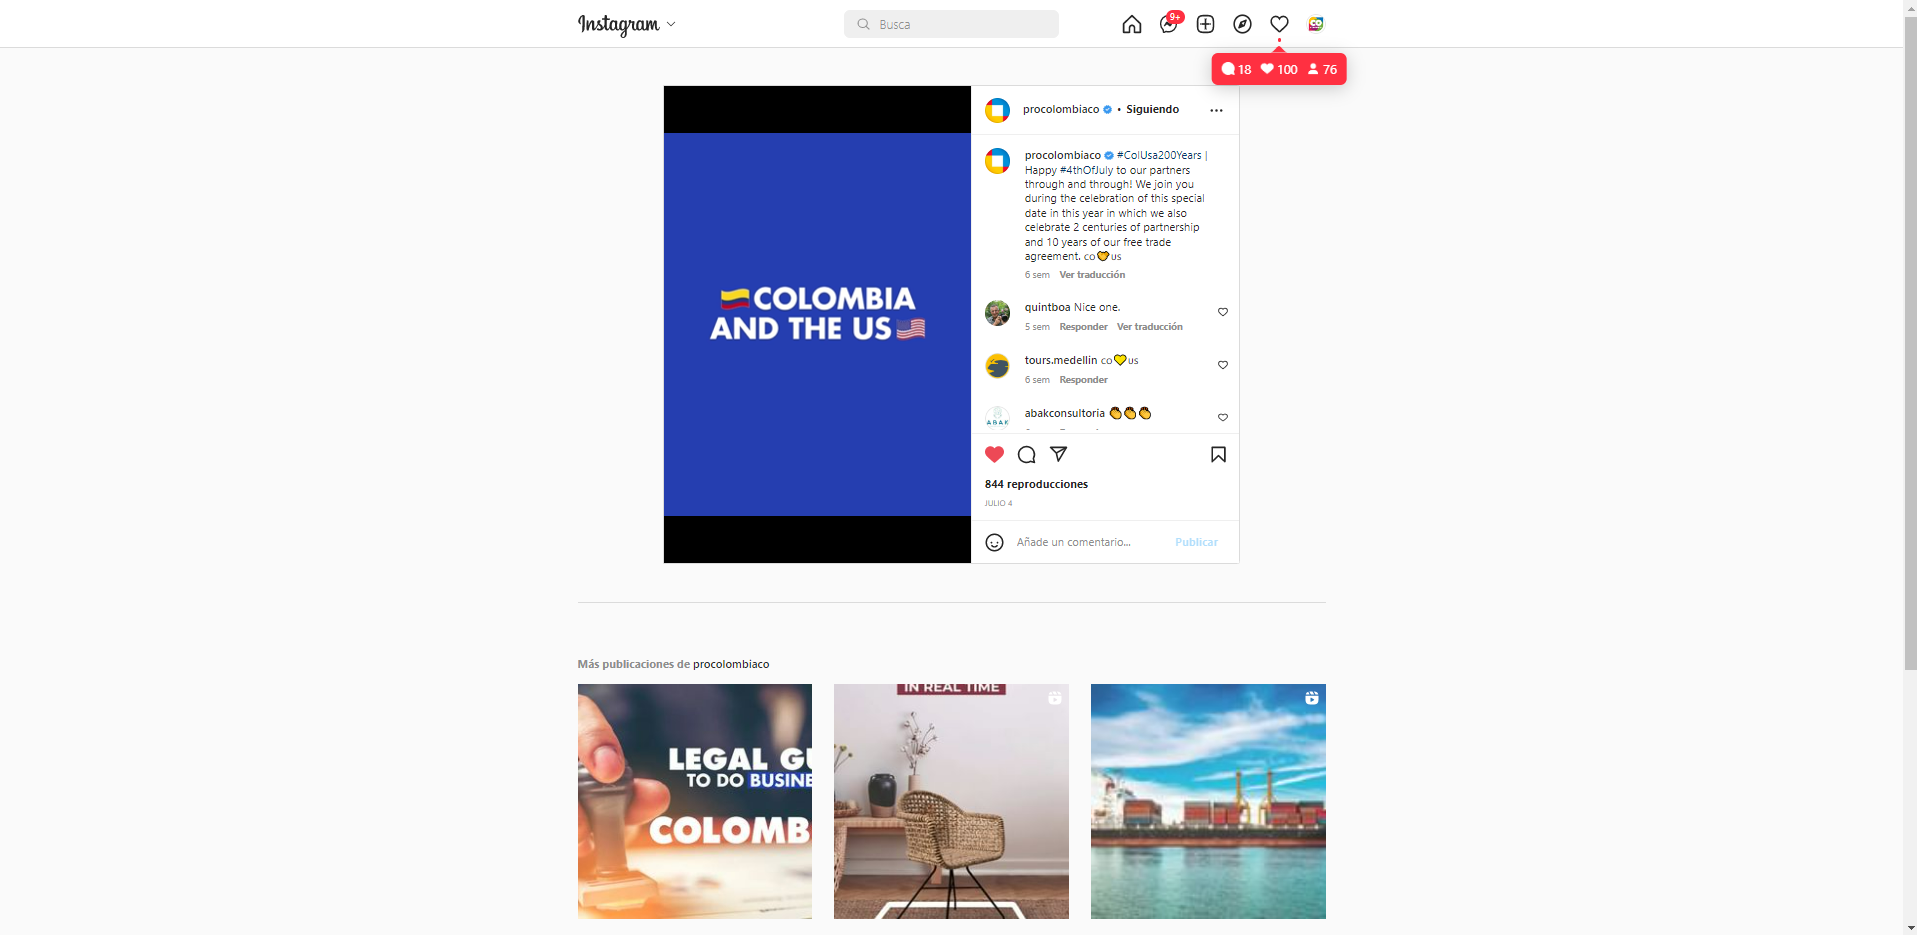 Instagram
Busca
9+
18 100 76
procolombiaco • Siguiendo
procolombiaco #ColUsa200Years |
Happy #4thOfJuly to our partners
through and through! We join you
during the celebration of this special
date in this year in which we also
celebrate 2 centuries of partnership
and 10 years of our free trade
agreement. CO🧡US
6 sem Ver traducción
quintboa Nice one.
5 sem Responder Ver traducción
tours.medellin CO💛US
6 sem Responder
abakconsultoria 👏👏👏
ABAK
🇨🇴COLOMBIA
AND THE US🇺🇸
844 reproducciones
JULIO 4
Añade un comentario... Publicar
Más publicaciones de procolombiaco
LEGAL GU
TO DO BUSINE
COLOMB
IN REAL TIME